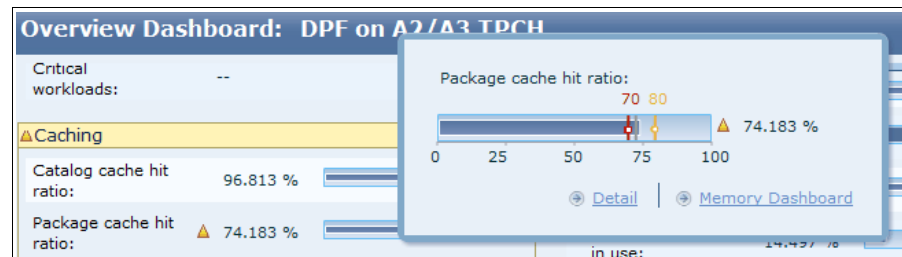 Overview Dashboard: DPF on A2/A3 TPCH
Critical
workloads:
--
Caching
Catalog cache hit
ratio:
96.813 %
Package cache hit
ratio:
74.183 %
Package cache hit ratio:
70 80
74.183 %
0 25 50 75 100
Detail
Memory Dashboard
in use:
14.497 %